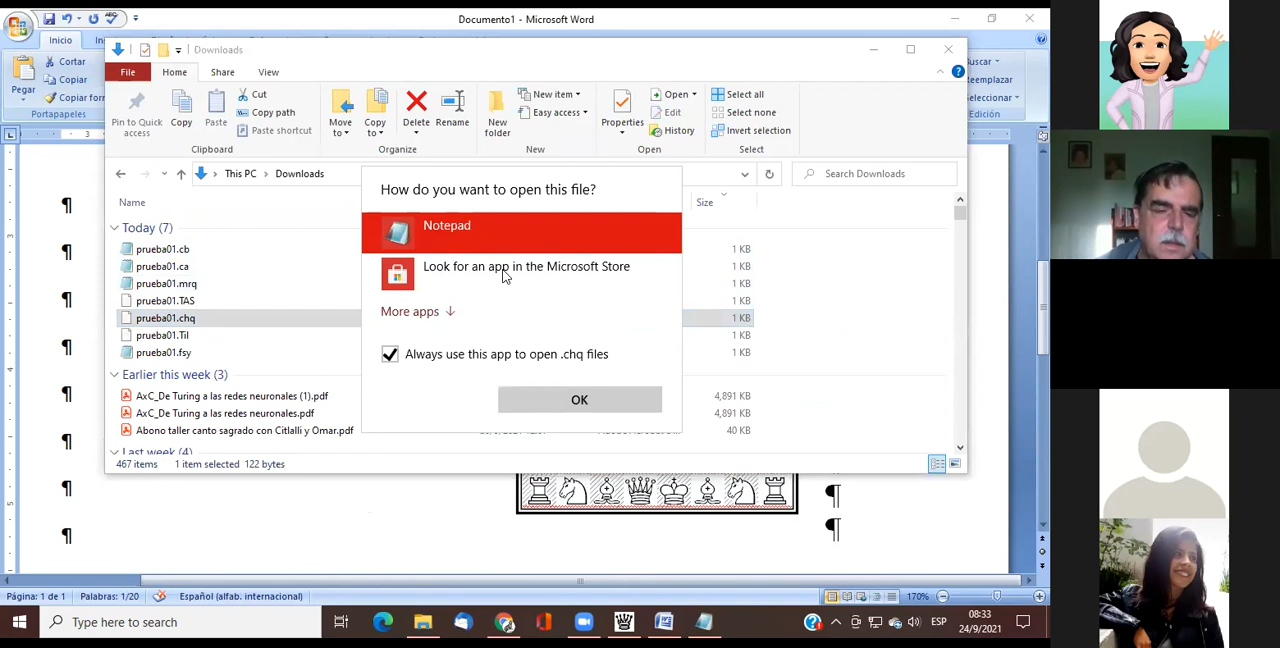 Documento1 - Microsoft Word
Inicio
Downloads
File
Home
Share
View
Cortar
Copiar
Copiar for
Pegar
Portapapeles
Pin to Quick access
Copy
Paste
Cut
Copy path
Paste shortcut
Clipboard
Move to
Copy to
Delete
Rename
Organize
New folder
New item
Easy access
New
Properties
Open
Edit
History
Open
Select all
Select none
Invert selection
Select
Buscar
Reemplazar
Seleccionar
Edición
This PC > Downloads
Search Downloads
Name
Size
Today (7)
prueba01.cb
1 KB
prueba01.ca
1 KB
prueba01.mrq
1 KB
prueba01.TAS
1 KB
prueba01.chq
1 KB
prueba01.Til
1 KB
prueba01.fsy
1 KB
Earlier this week (3)
AxC_De Turing a las redes neuronales (1).pdf
4,891 KB
AxC_De Turing a las redes neuronales.pdf
4,891 KB
Abono taller canto sagrado con Citlalli y Omar.pdf
40 KB
Last week (4)
467 items
1 item selected 122 bytes
How do you want to open this file?
Notepad
Look for an app in the Microsoft Store
More apps
Always use this app to open .chq files
OK
Página: 1 de 1
Palabras: 1/20
Español (alfab. internacional)
170%
Type here to search
ESP
08:33
24/9/2021